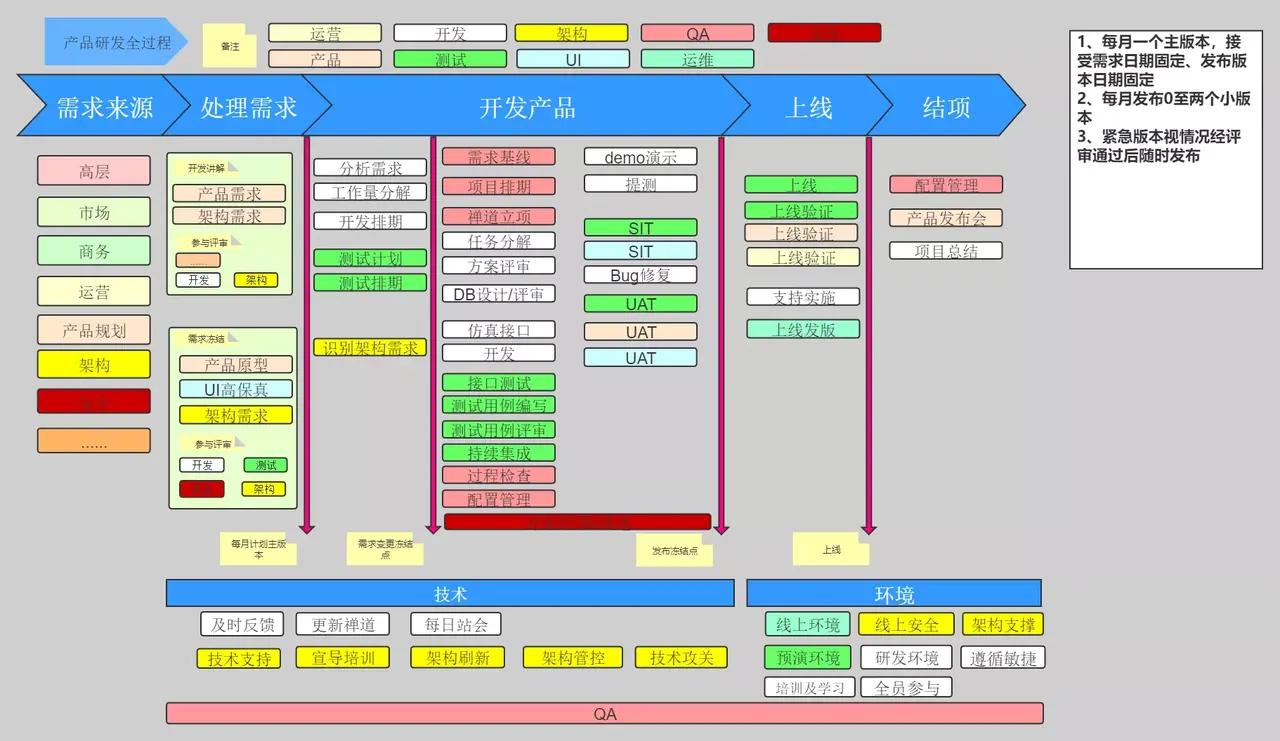 产品研发全过程
备注
运营
开发
架构
QA
产品
测试
UI
运维
需求来源
处理需求
开发产品
上线
结项
1、每月一个主版本，接
受需求日期固定、发布版
本日期固定
2、每月发布0至两个小版
本
3、紧急版本视情况经评
审通过后随时发布
高层
市场
商务
运营
产品规划
架构
……
开发讲解
产品需求
架构需求
参与评审
……
开发
架构
需求冻结
产品原型
UI高保真
架构需求
参与评审
开发
测试
架构
分析需求
工作量分解
开发排期
测试计划
测试排期
识别架构需求
需求基线
项目排期
禅道立项
任务分解
方案评审
DB设计/评审
仿真接口
开发
接口测试
测试用例编写
测试用例评审
持续集成
过程检查
配置管理
demo演示
提测
SIT
SIT
Bug修复
UAT
UAT
UAT
上线
上线验证
上线验证
上线验证
支持实施
上线发版
配置管理
产品发布会
项目总结
每月计划主版
本
需求变更冻结
点
发布冻结点
上线
技术
及时反馈
更新禅道
每日站会
技术支持
宣导培训
架构刷新
架构管控
技术攻关
环境
线上环境
线上安全
架构支撑
预演环境
研发环境
遵循敏捷
培训及学习
全员参与
QA